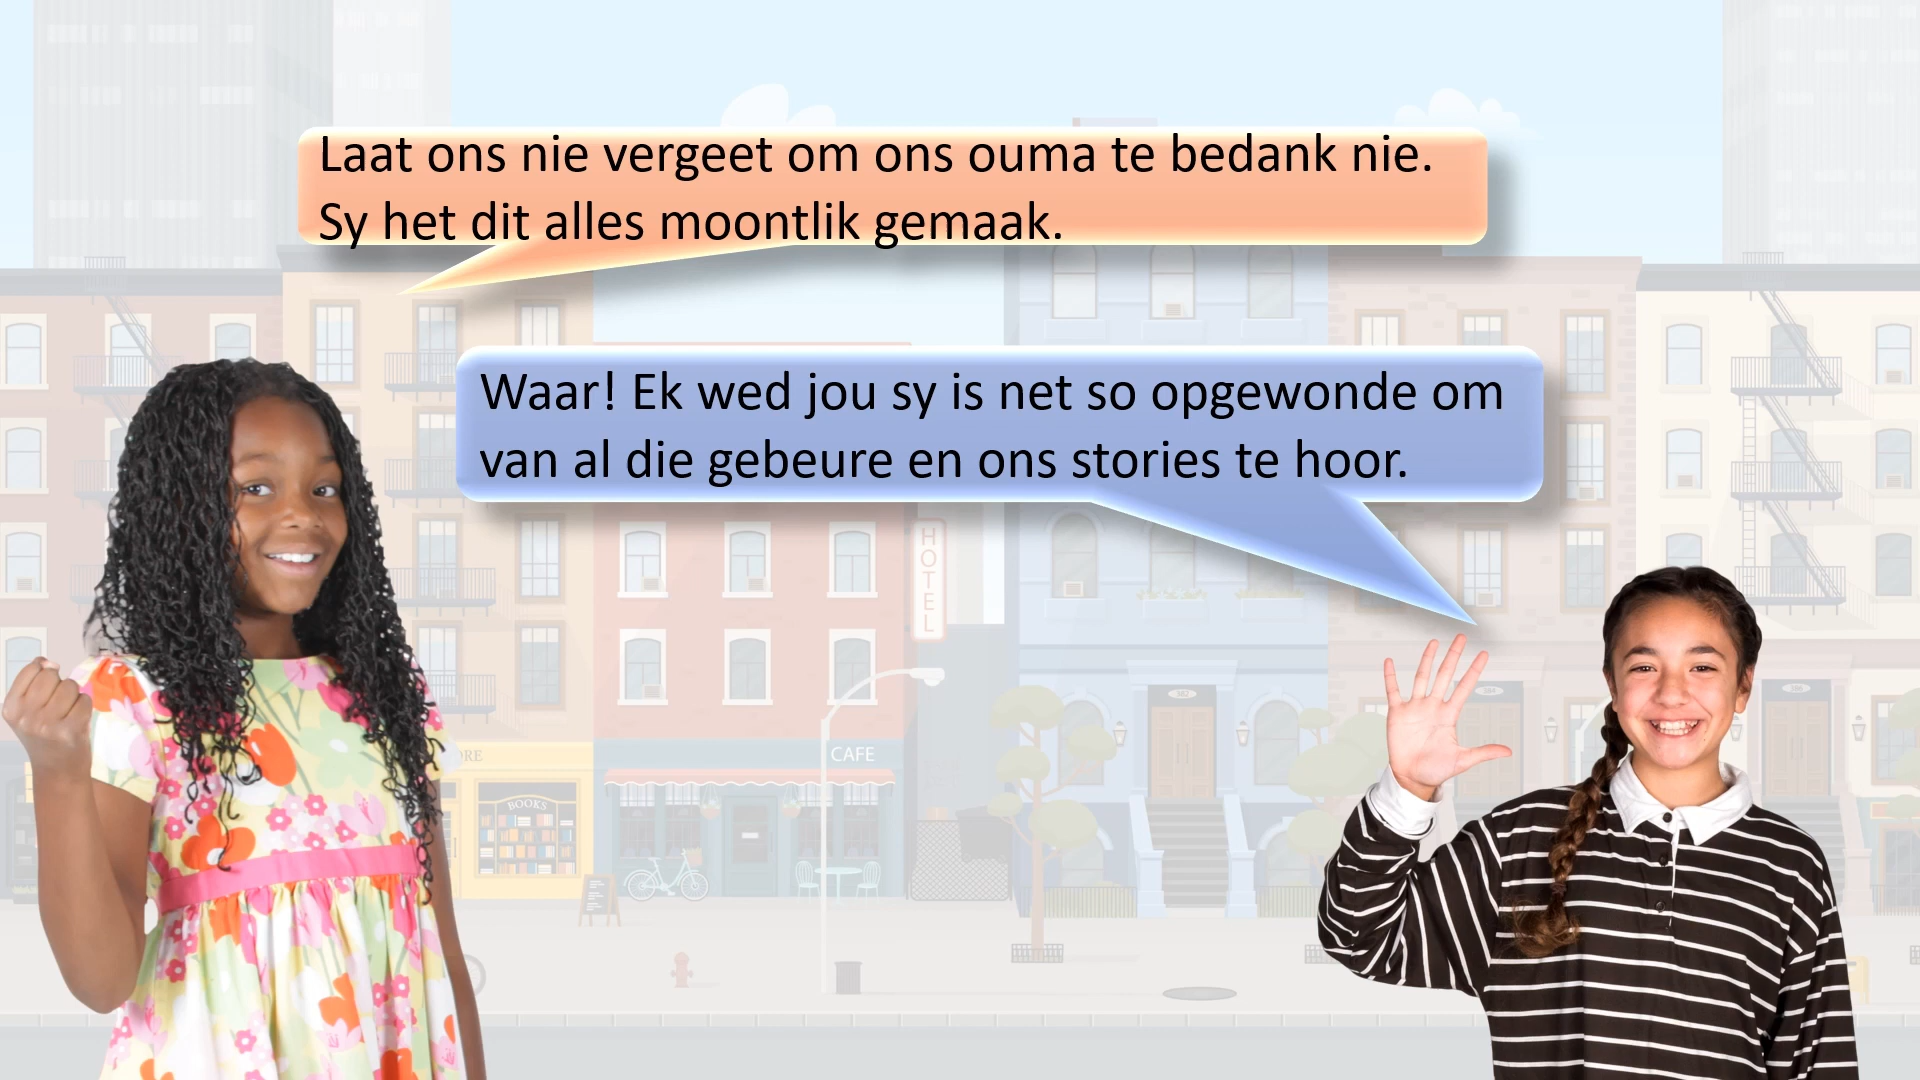 Laat ons nie vergeet om ons ouma te bedank nie.
Sy het dit alles moontlik gemaak.
Waar! Ek wed jou sy is net so opgewonde om
van al die gebeure en ons stories te hoor.
HOTEL
CAFE
BOOKS
382
384